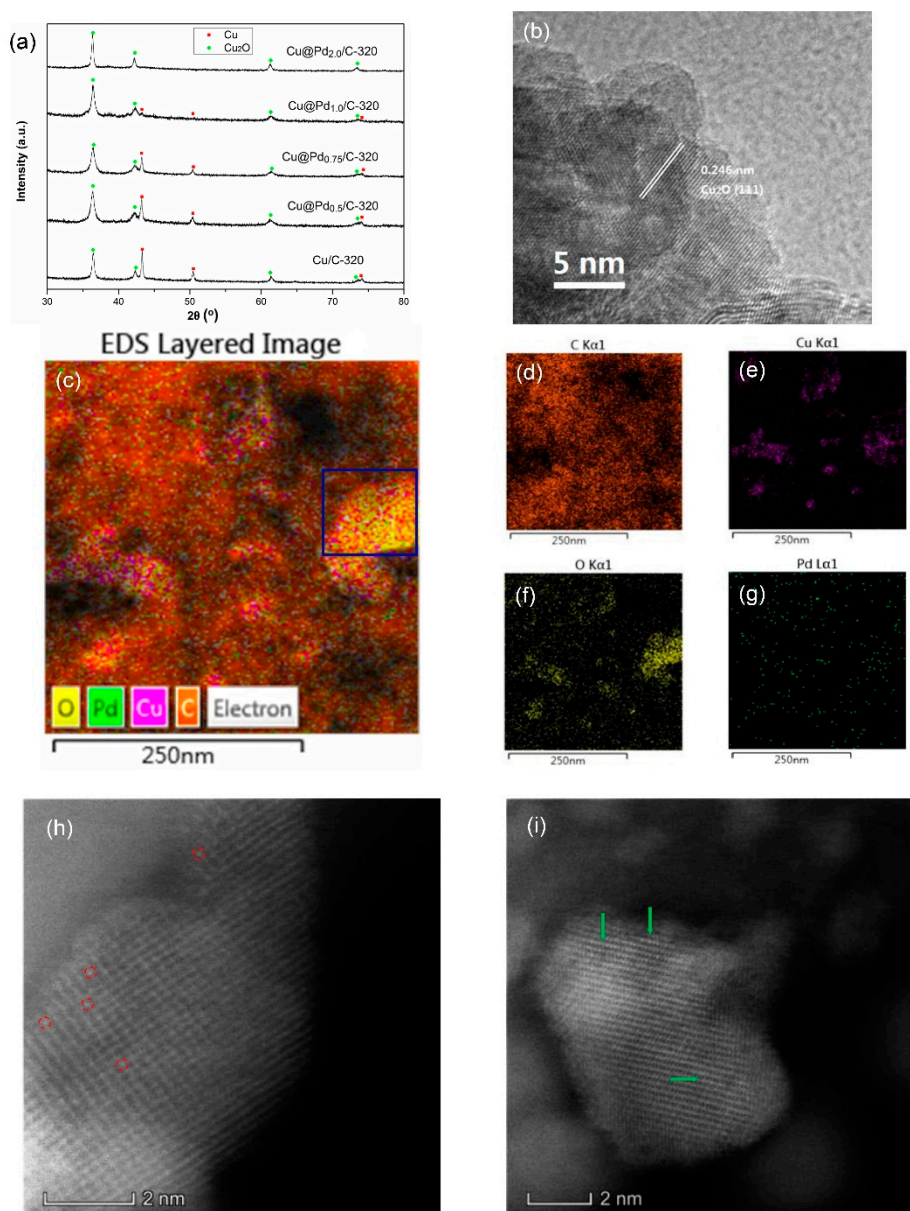 (a)
Cu
Cu₂O
Cu@Pd₂.₀/C-320
Cu@Pd₁.₀/C-320
Cu@Pd₀.₇₅/C-320
Cu@Pd₀.₅/C-320
Cu/C-320
Intensity (a.u.)
30 40 50 60 70 80
2θ (°)
(b)
0.246 nm
Cu₂O (111)
5 nm
EDS Layered Image
(c)
O Pd Cu C Electron
250nm
C Kα1
(d)
250nm
Cu Kα1
(e)
250nm
O Kα1
(f)
250nm
Pd Lα1
(g)
250nm
(h)
2 nm
(i)
2 nm